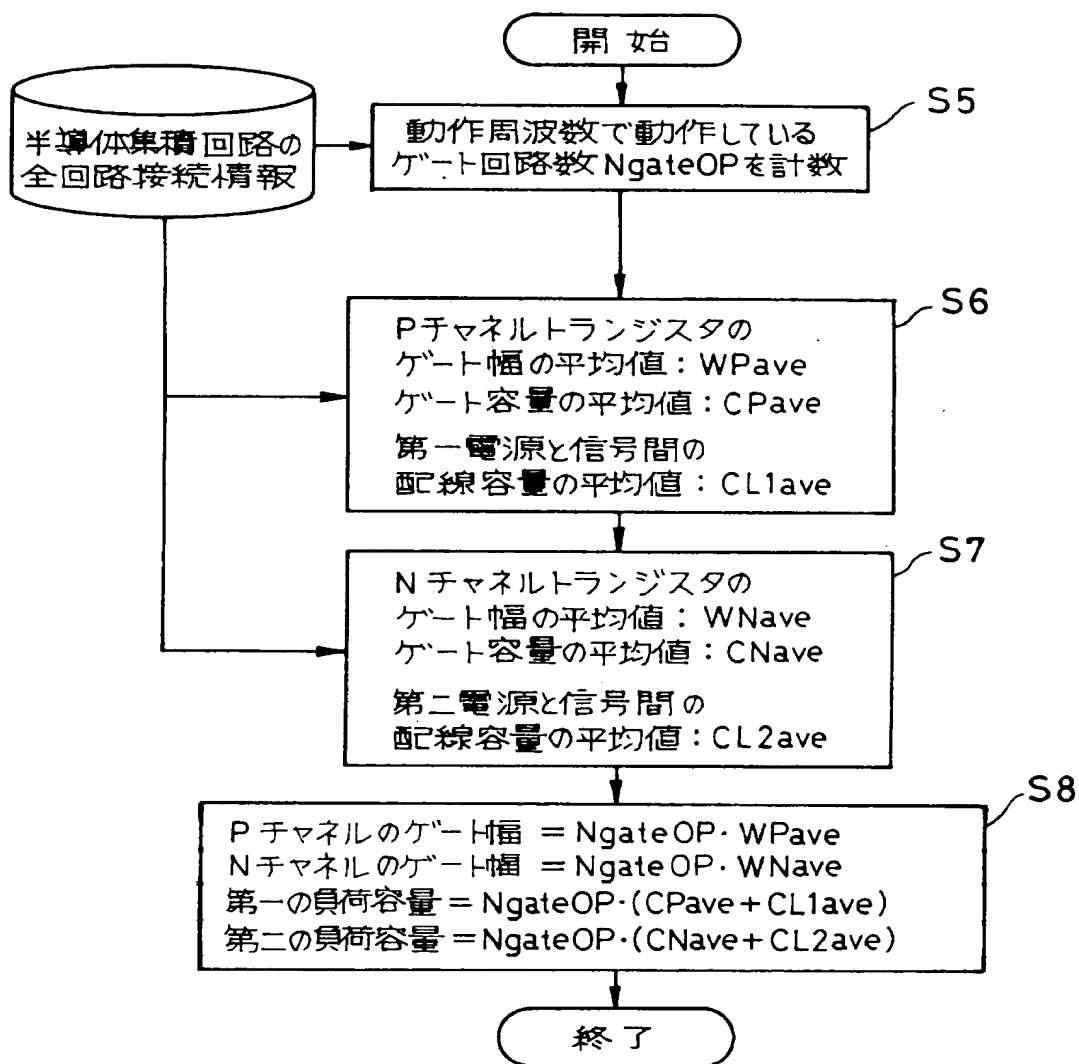 開始
半導体集積回路の
全回路接続情報
S5
動作周波数で動作している
ゲート回路数NgateOPを計数
S6
Pチャネルトランジスタの
ゲート幅の平均値：WPave
ゲート容量の平均値：CPave
第一電源と信号間の
配線容量の平均値：CL1ave
S7
Nチャネルトランジスタの
ゲート幅の平均値：WNave
ゲート容量の平均値：CNave
第二電源と信号間の
配線容量の平均値：CL2ave
S8
Pチャネルのゲート幅 = NgateOP・WPave
Nチャネルのゲート幅 = NgateOP・WNave
第一の負荷容量 = NgateOP・(CPave+CL1ave)
第二の負荷容量 = NgateOP・(CNave+CL2ave)
終了